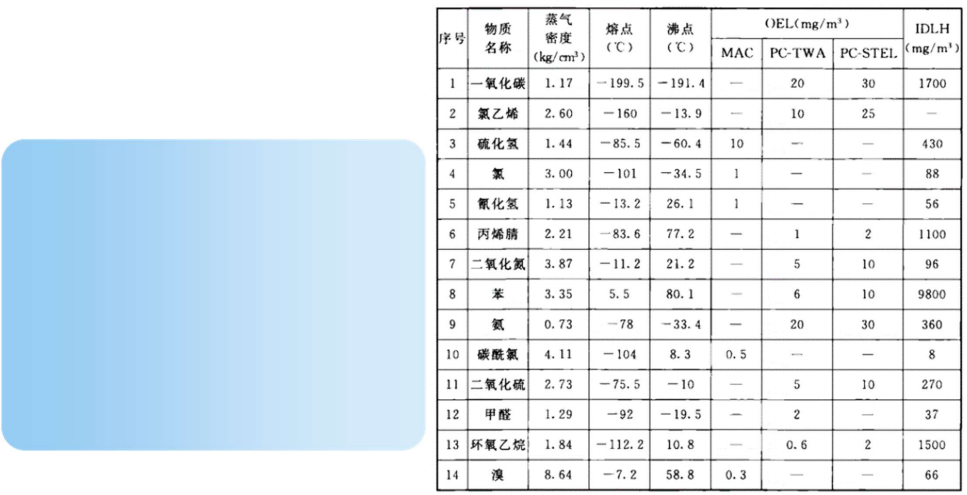 序号 物质名称 蒸气密度(kg/cm³) 熔点(℃) 沸点(℃) OEL(mg/m³) IDLH(mg/m³)
MAC PC-TWA PC-STEL
1 一氧化碳 1.17 －199.5 －191.4 — 20 30 1700
2 氯乙烯 2.60 －160 －13.9 — 10 25 —
3 硫化氢 1.44 －85.5 －60.4 10 — — 430
4 氯 3.00 －101 －34.5 1 — — 88
5 氰化氢 1.13 －13.2 26.1 1 — — 56
6 丙烯腈 2.21 －83.6 77.2 — 1 2 1100
7 二氧化氮 3.87 －11.2 21.2 — 5 10 96
8 苯 3.35 5.5 80.1 — 6 10 9800
9 氨 0.73 －78 －33.4 — 20 30 360
10 碳酰氯 4.11 －104 8.3 0.5 — — 8
11 二氧化硫 2.73 －75.5 －10 — 5 10 270
12 甲醛 1.29 －92 －19.5 — 2 — 37
13 环氧乙烷 1.84 －112.2 10.8 — 0.6 2 1500
14 溴 8.64 －7.2 58.8 0.3 — — 66